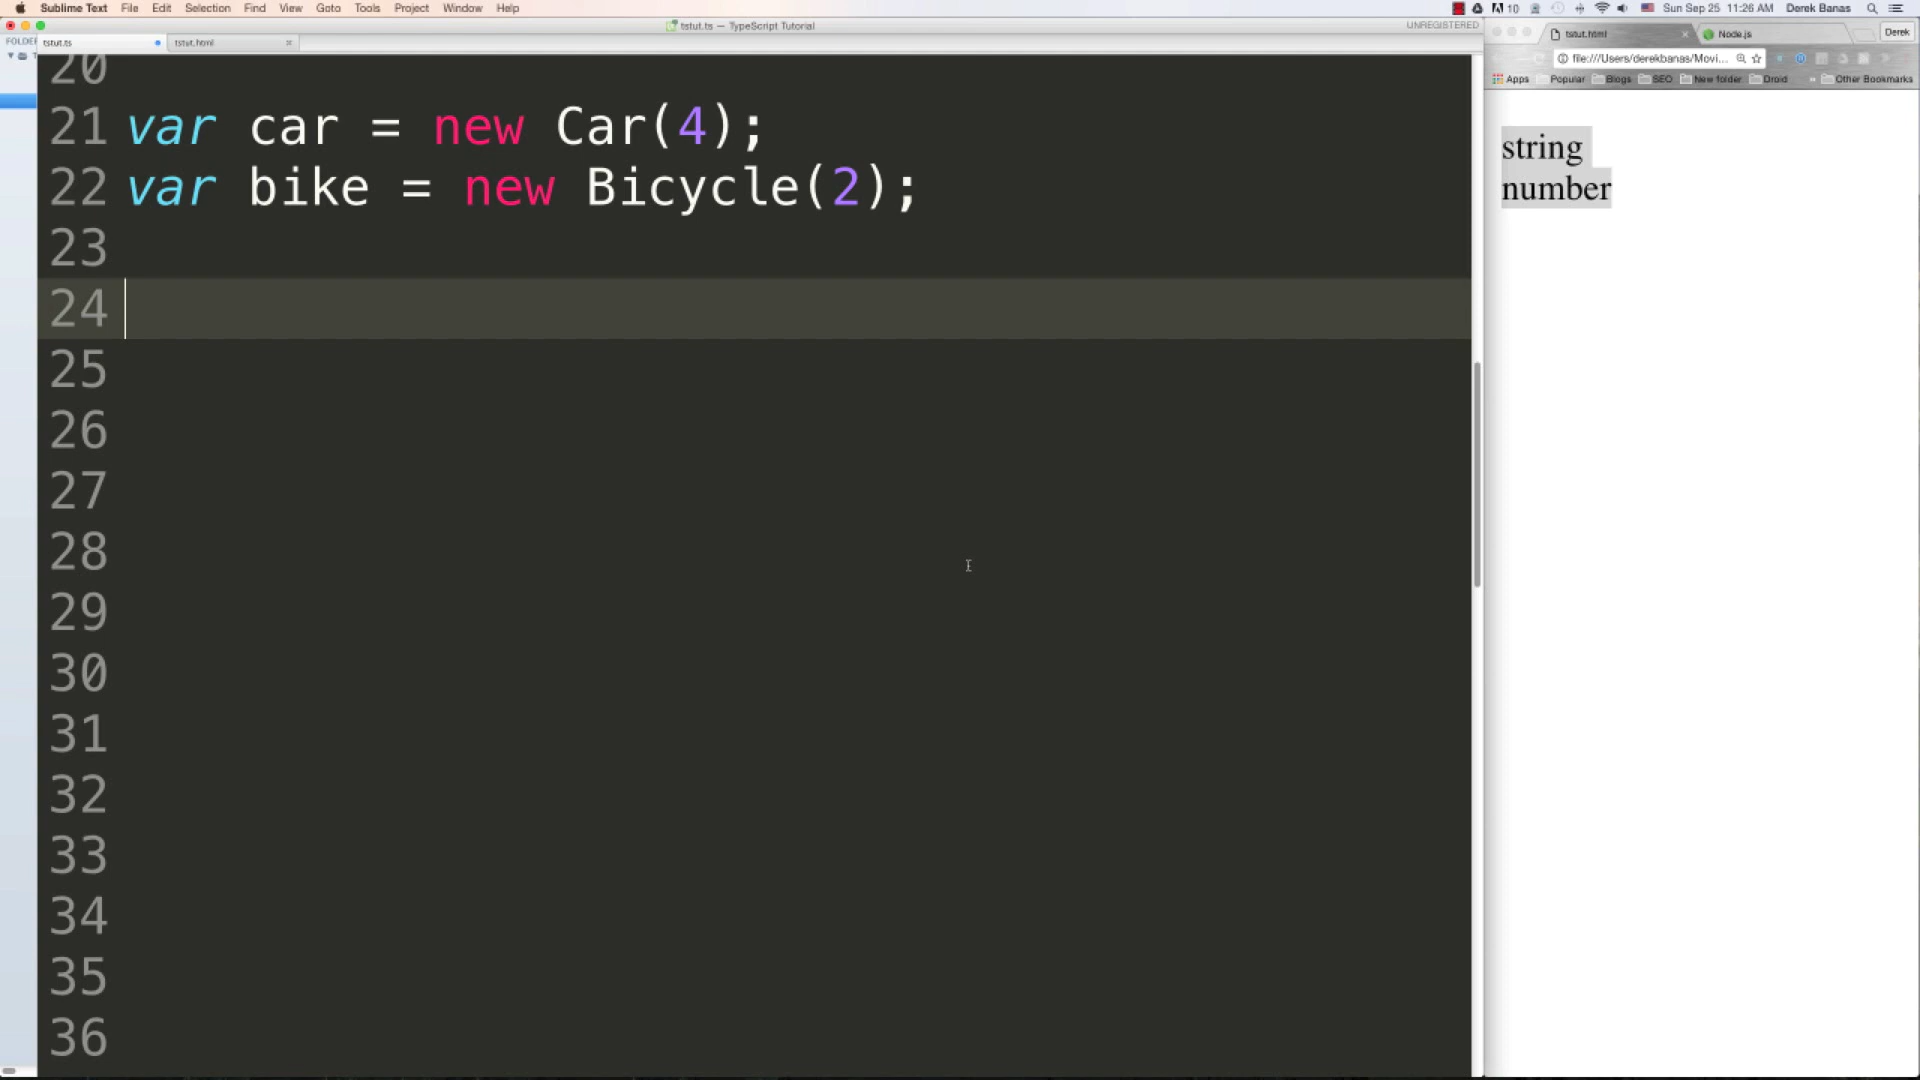 Sublime Text File Edit Selection Find View Goto Tools Project Window Help 10 Sun Sep 25 11:26 AM Derek Banas
tstut.ts — TypeScript Tutorial UNREGISTERED
tstut.ts tstut.html
20
21 var car = new Car(4);
22 var bike = new Bicycle(2);
23
24
25
26
27
28
29
30
31
32
33
34
35
36
tstut.html Node.js Derek
file:///Users/derekbanas/Movi...
Apps Popular Blogs SEO New folder Droid » Other Bookmarks
string
number